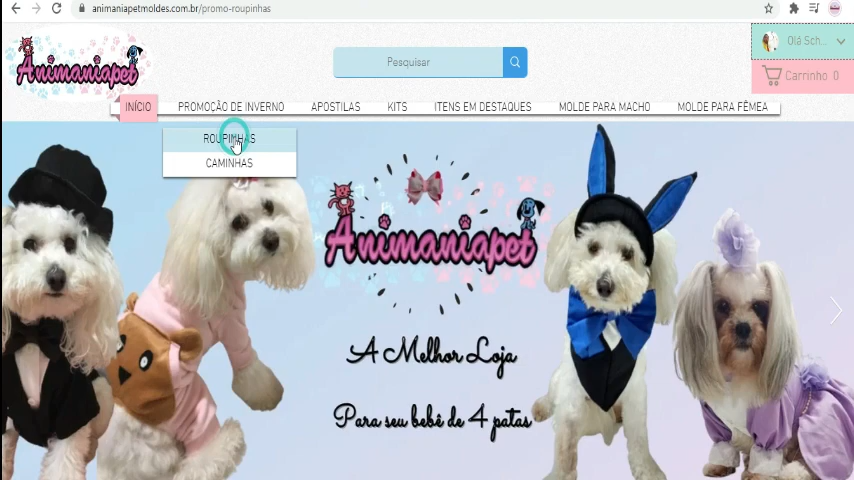 animaniapetmoldes.com.br/promo-roupinhas
Animaniapet
Pesquisar
Olá Sch...
Carrinho 0
INÍCIO PROMOÇÃO DE INVERNO APOSTILAS KITS ITENS EM DESTAQUES MOLDE PARA MACHO MOLDE PARA FÊMEA
ROUPINHAS
CAMINHAS
Animaniapet
A Melhor Loja
Para seu bebê de 4 patas